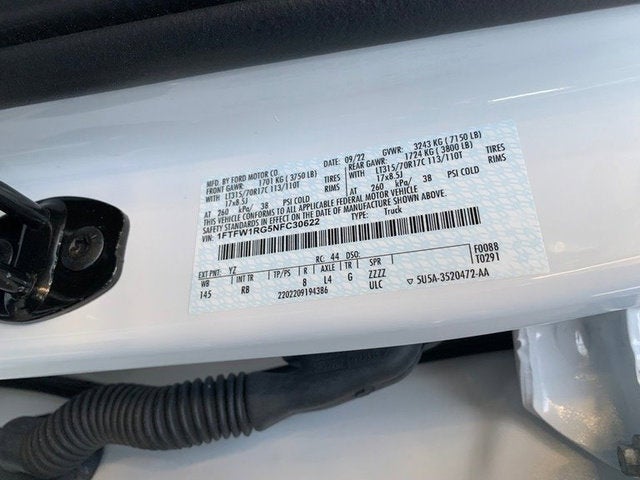 MFD. BY FORD MOTOR CO.
DATE: 09/22 GVWR: 3243 KG ( 7150 LB)
FRONT GAWR: 1701 KG ( 3750 LB)
REAR GAWR: 1724 KG ( 3800 LB)
WITH LT315/70R17C 113/110T TIRES
WITH LT315/70R17C 113/110T TIRES
17x8.5J RIMS
17x8.5J RIMS
AT 260 kPa/ 38 PSI COLD
AT 260 kPa/ 38 PSI COLD
THIS VEHICLE CONFORMS TO ALL APPLICABLE FEDERAL MOTOR VEHICLE
SAFETY STANDARDS IN EFFECT ON THE DATE OF MANUFACTURE SHOWN ABOVE.
VIN: 1FTFW1RG5NFC30622
TYPE: Truck
F0088
T0291
EXT PNT: YZ RC: 44
WB INT TR TP/PS AXLE TR SPR
145 RB 8 L4 G ZZZZ
2202209194386 ULC ▽ 5U5A-3520472-AA